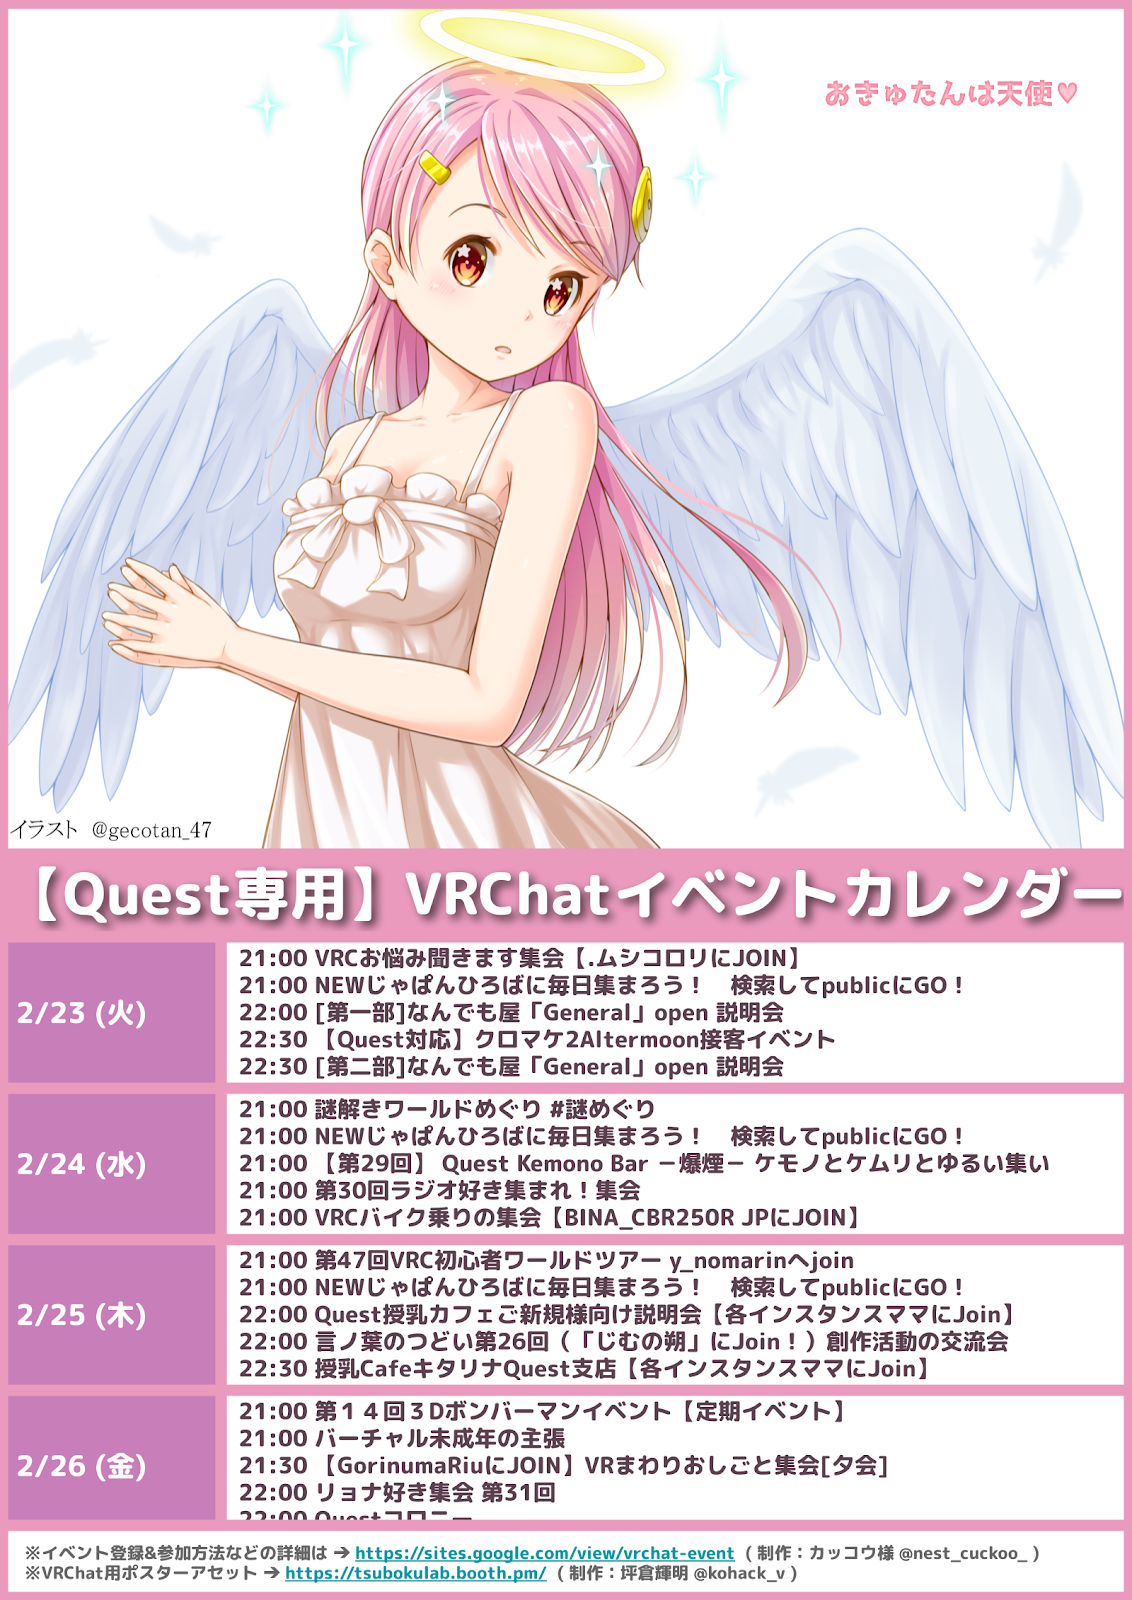 おきゅたんは天使♥
イラスト @gecotan_47
【Quest専用】VRChatイベントカレンダー
2/23 (火)
21:00 VRCお悩み聞きます集会【.ムシコロリにJOIN】
21:00 NEWじゃぱんひろばに毎日集まろう！　検索してpublicにGO！
22:00 [第一部]なんでも屋「General」open 説明会
22:30 【Quest対応】クロマケ2Altermoon接客イベント
22:30 [第二部]なんでも屋「General」open 説明会
2/24 (水)
21:00 謎解きワールドめぐり #謎めぐり
21:00 NEWじゃぱんひろばに毎日集まろう！　検索してpublicにGO！
21:00 【第29回】 Quest Kemono Bar －爆煙－ ケモノとケムリとゆるい集い
21:00 第30回ラジオ好き集まれ！集会
21:00 VRCバイク乗りの集会【BINA_CBR250R JPにJOIN】
2/25 (木)
21:00 第47回VRC初心者ワールドツアー y_nomarinへjoin
21:00 NEWじゃぱんひろばに毎日集まろう！　検索してpublicにGO！
22:00 Quest授乳カフェご新規様向け説明会【各インスタンスママにJoin】
22:00 言ノ葉のつどい第26回（「じむの朔」にJoin！）創作活動の交流会
22:30 授乳CafeキタリナQuest支店【各インスタンスママにJoin】
2/26 (金)
21:00 第１４回３Dボンバーマンイベント【定期イベント】
21:00 バーチャル未成年の主張
21:30 【GorinumaRiuにJOIN】VRまわりおしごと集会[夕会]
22:00 リョナ好き集会 第31回
22:00 Questコロニー
※イベント登録&参加方法などの詳細は ➔ https://sites.google.com/view/vrchat-event （制作：カッコウ様 @nest_cuckoo_ ）
※VRChat用ポスターアセット ➔ https://tsubokulab.booth.pm/ （制作：坪倉輝明 @kohack_v ）